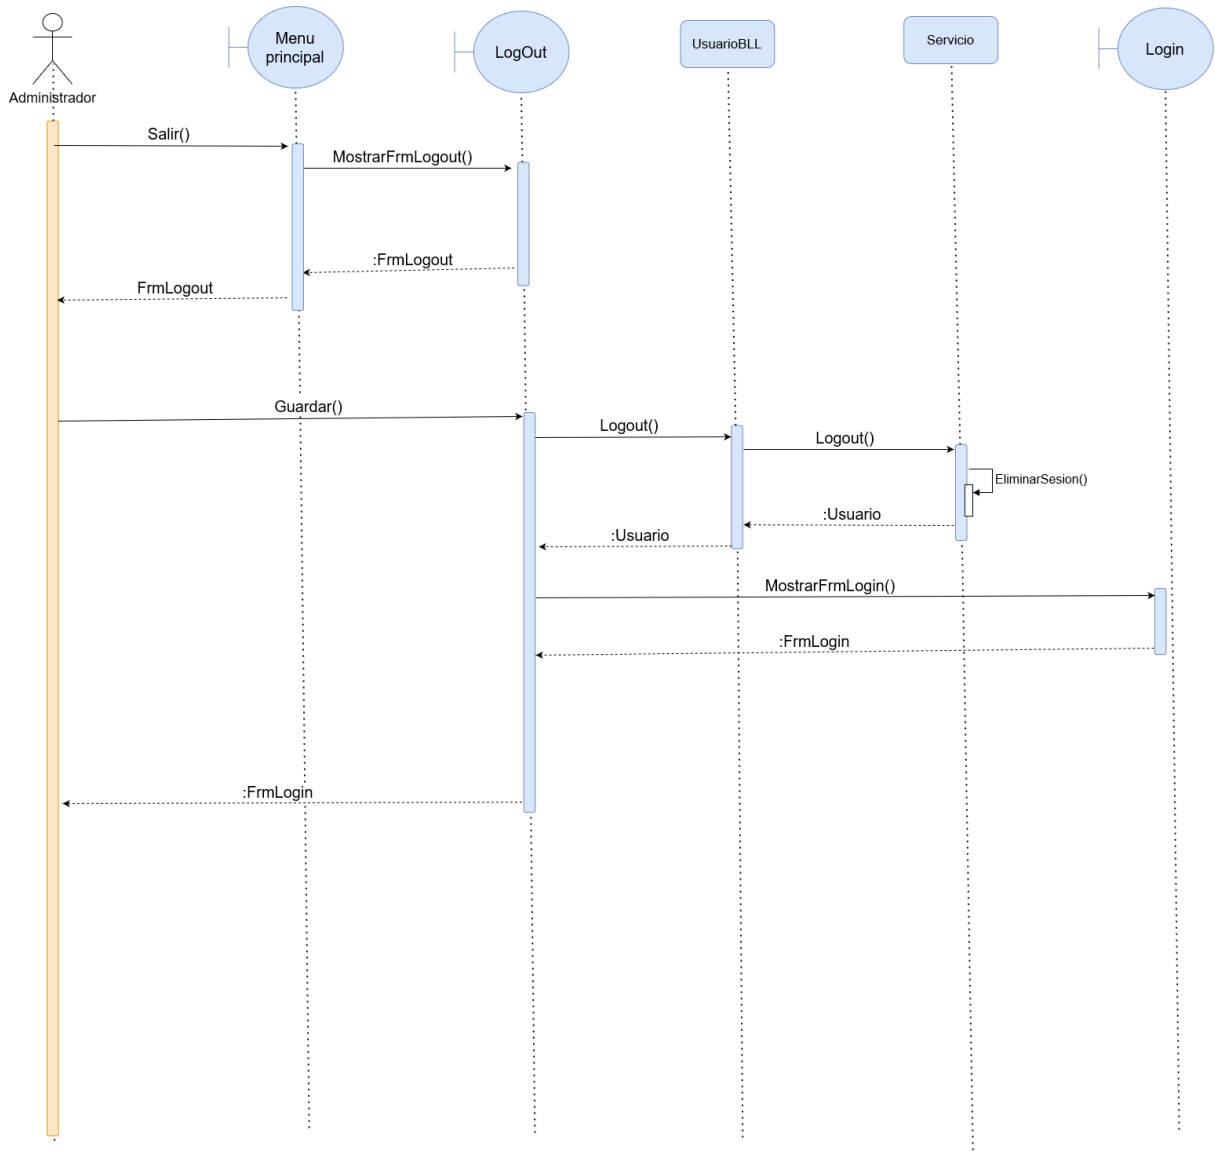 Menu
principal
LogOut
UsuarioBLL
Servicio
Login
Administrador
Salir()
MostrarFrmLogout()
:FrmLogout
FrmLogout
Guardar()
Logout()
Logout()
EliminarSesion()
:Usuario
:Usuario
MostrarFrmLogin()
:FrmLogin
:FrmLogin